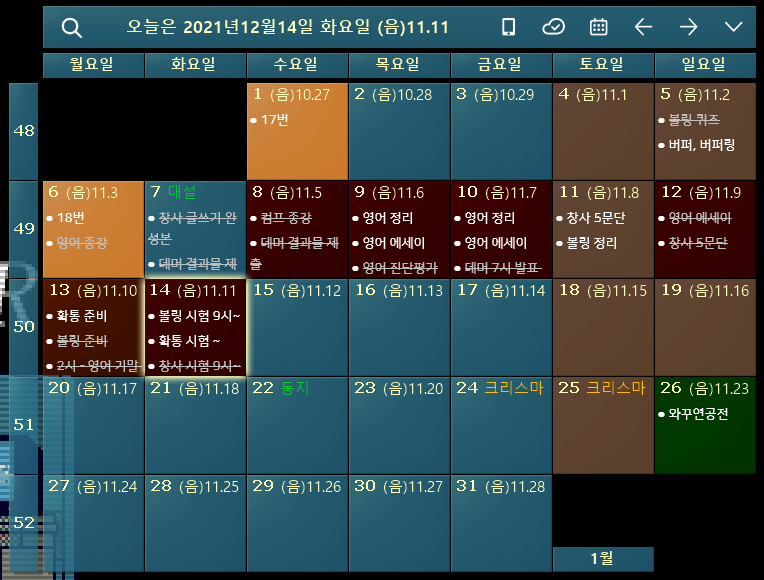 오늘은 2021년12월14일 화요일 (음)11.11
월요일 화요일 수요일 목요일 금요일 토요일 일요일
48
1 (음)10.27
17번
2 (음)10.28
3 (음)10.29
4 (음)11.1
5 (음)11.2
볼링 퀴즈
버퍼, 버퍼링
49
6 (음)11.3
18번
영어 종강
7 대설
창사 글쓰기 완
성본
데머 결과물 제
8 (음)11.5
컴프 종강
데머 결과물 제
출
9 (음)11.6
영어 정리
영어 에세이
영어 진단평가
10 (음)11.7
영어 정리
영어 에세이
데머 7시 발표
11 (음)11.8
창사 5문단
볼링 정리
12 (음)11.9
영어 에세이
창사 5문단
50
13 (음)11.10
확통 준비
볼링 준비
2시 - 영어 기말
14 (음)11.11
볼링 시험 9시~
확통 시험 ~
창사 시험 9시~
15 (음)11.12
16 (음)11.13
17 (음)11.14
18 (음)11.15
19 (음)11.16
51
20 (음)11.17
21 (음)11.18
22 동지
23 (음)11.20
24 크리스마
25 크리스마
26 (음)11.23
와꾸연공전
52
27 (음)11.24
28 (음)11.25
29 (음)11.26
30 (음)11.27
31 (음)11.28
1월